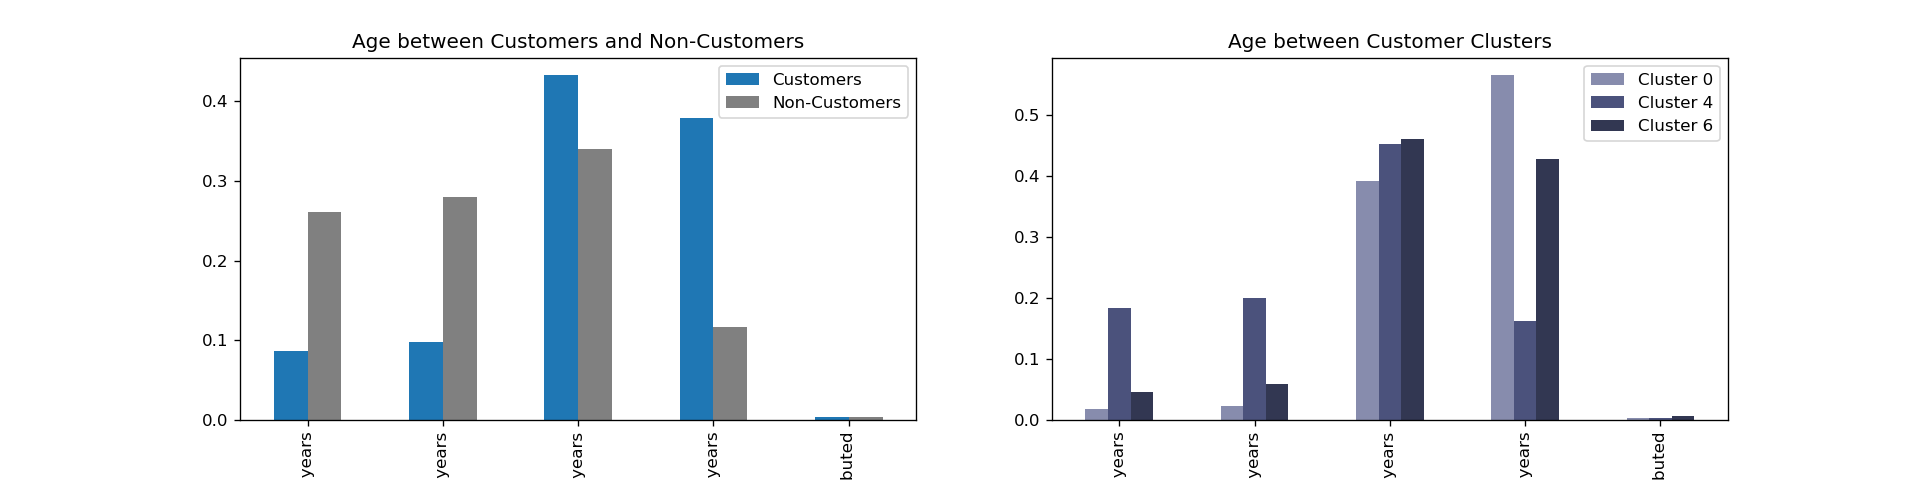 Age between Customers and Non-Customers
Customers
Non-Customers
0.4
0.3
0.2
0.1
0.0
years
years
years
years
buted
Age between Customer Clusters
Cluster 0
Cluster 4
Cluster 6
0.5
0.4
0.3
0.2
0.1
0.0
years
years
years
years
buted